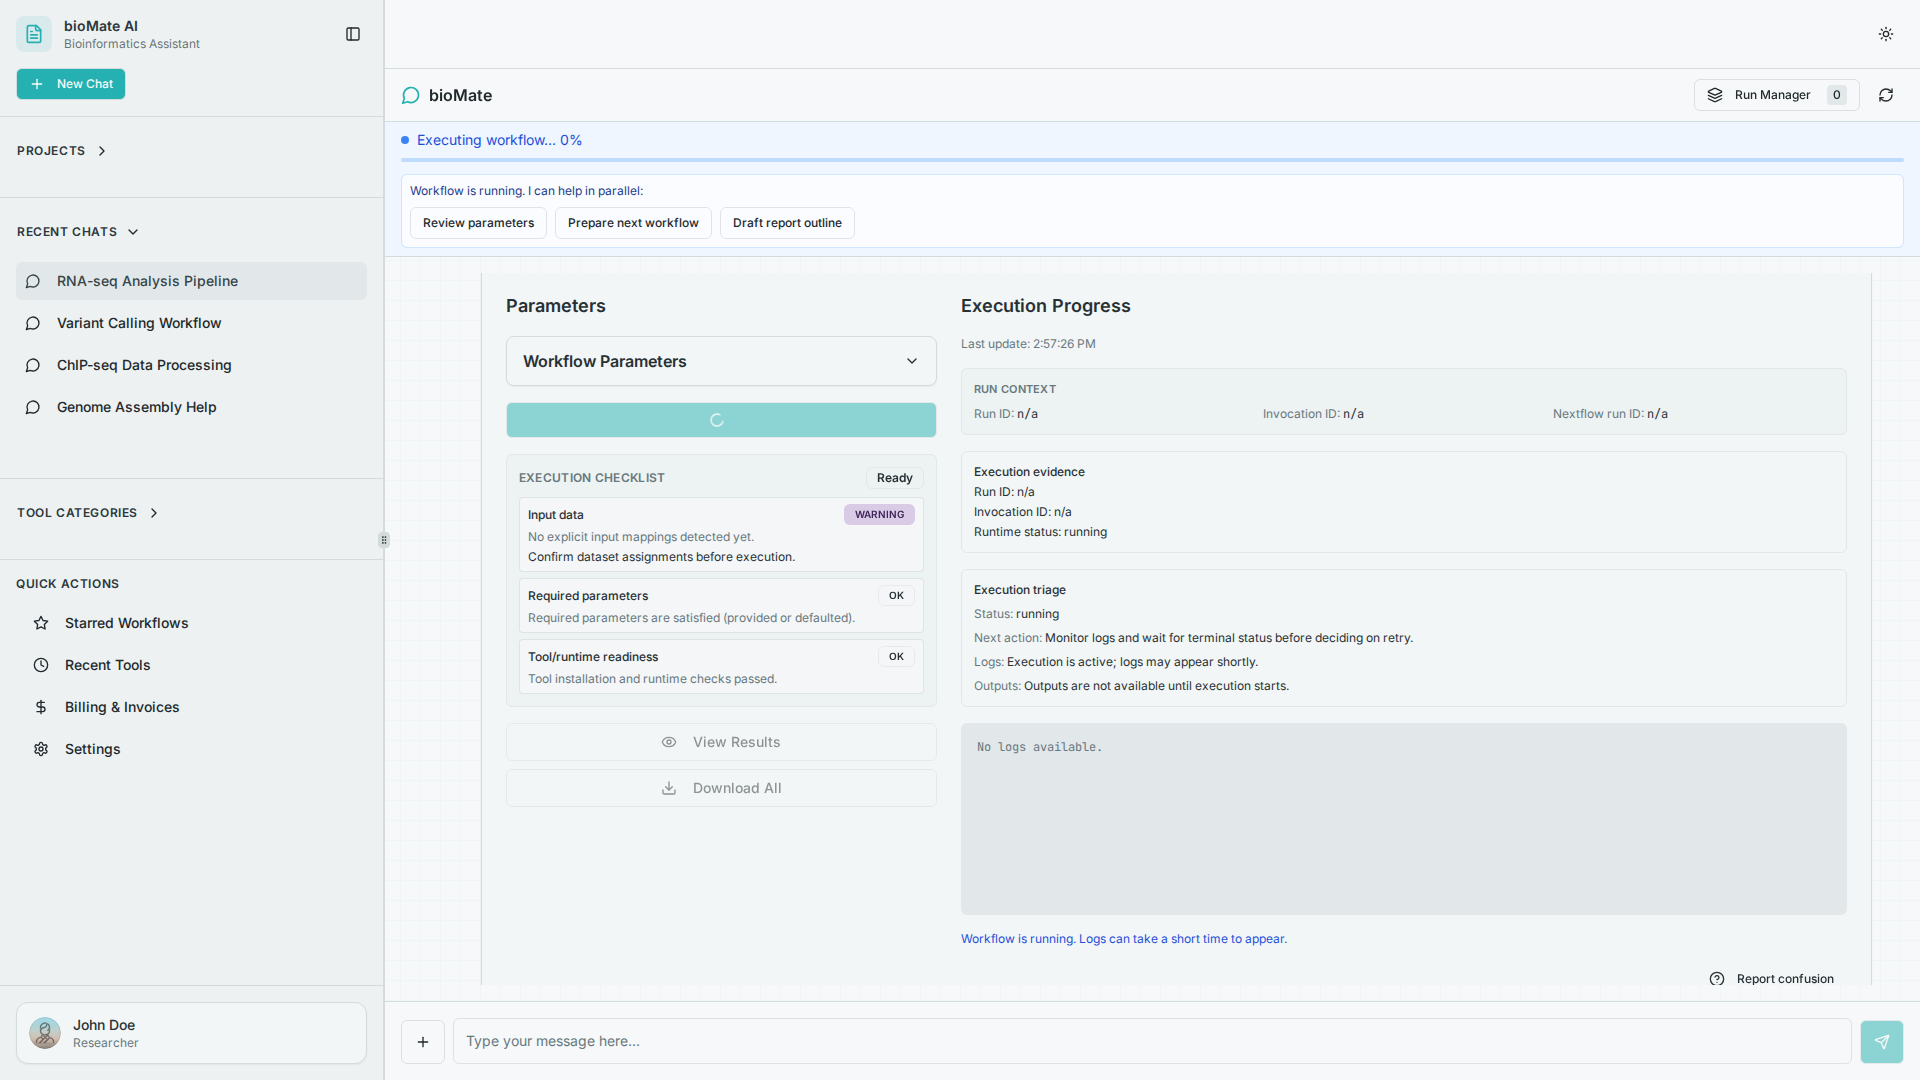 bioMate AI
Bioinformatics Assistant
New Chat
PROJECTS
RECENT CHATS
RNA-seq Analysis Pipeline
Variant Calling Workflow
ChIP-seq Data Processing
Genome Assembly Help
TOOL CATEGORIES
QUICK ACTIONS
Starred Workflows
Recent Tools
Billing & Invoices
Settings
John Doe
Researcher
bioMate
Run Manager 0
Executing workflow... 0%
Workflow is running. I can help in parallel:
Review parameters Prepare next workflow Draft report outline
Parameters
Workflow Parameters
EXECUTION CHECKLIST Ready
Input data WARNING
No explicit input mappings detected yet.
Confirm dataset assignments before execution.
Required parameters OK
Required parameters are satisfied (provided or defaulted).
Tool/runtime readiness OK
Tool installation and runtime checks passed.
View Results
Download All
Execution Progress
Last update: 2:57:26 PM
RUN CONTEXT
Run ID: n/a Invocation ID: n/a Nextflow run ID: n/a
Execution evidence
Run ID: n/a
Invocation ID: n/a
Runtime status: running
Execution triage
Status: running
Next action: Monitor logs and wait for terminal status before deciding on retry.
Logs: Execution is active; logs may appear shortly.
Outputs: Outputs are not available until execution starts.
No logs available.
Workflow is running. Logs can take a short time to appear.
Report confusion
Type your message here...